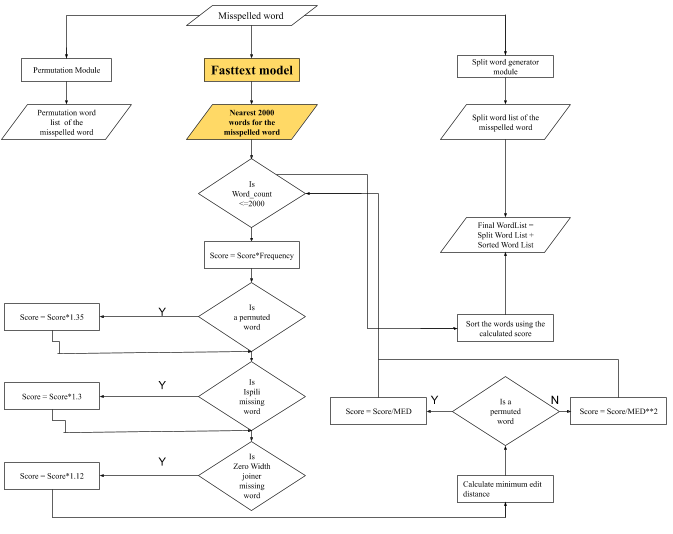 Misspelled word
Permutation Module
Fasttext model
Split word generator
module
Permutation word
list of the
misspelled word
Nearest 2000
words for the
misspelled word
Split word list of the
misspelled word
Is
Word_count
<=2000
Final WordList =
Split Word List +
Sorted Word List
Score = Score*Frequency
Is
a permuted
word
Y
Score = Score*1.35
Sort the words using the
calculated score
Is
Ispili
missing
word
Y
Score = Score*1.3
Score = Score/MED
Y
Is a
permuted
word
N
Score = Score/MED**2
Is
Zero Width
joiner
missing
word
Y
Score = Score*1.12
Calculate minimum edit
distance